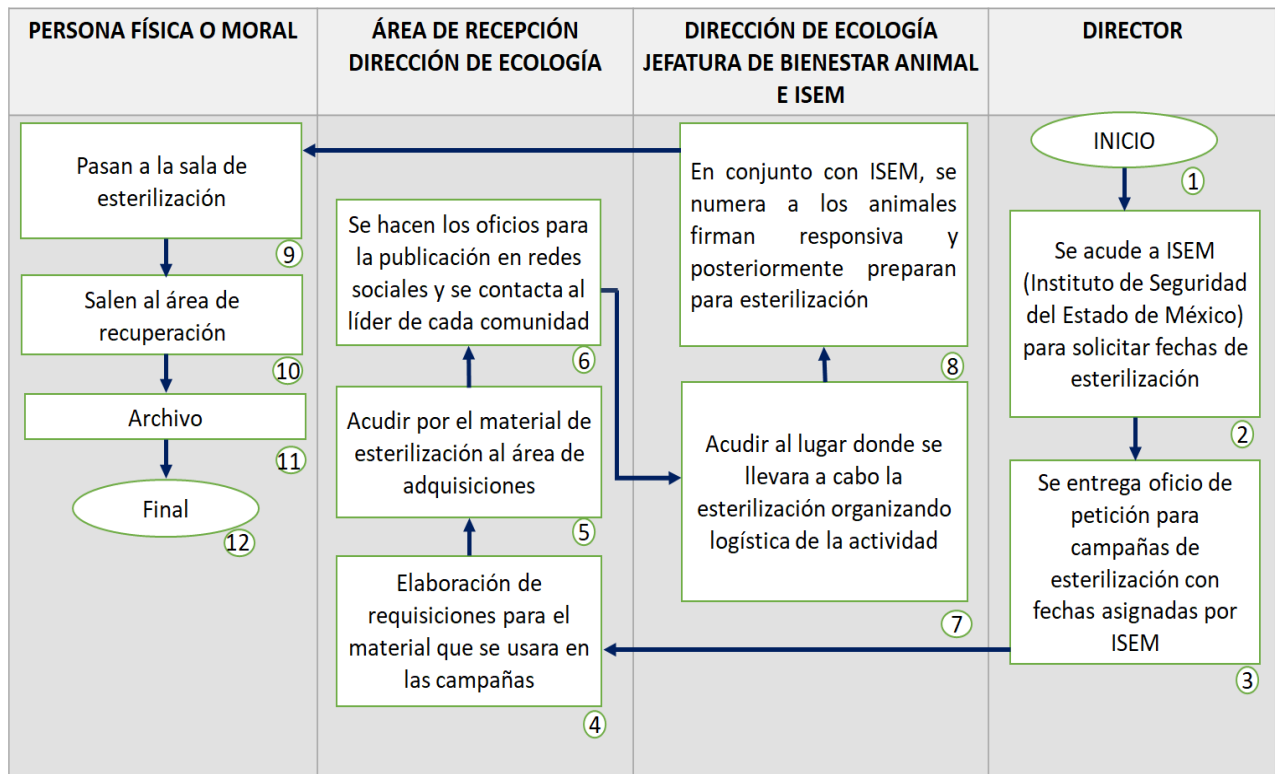 PERSONA FÍSICA O MORAL
ÁREA DE RECEPCIÓN
DIRECCIÓN DE ECOLOGÍA
DIRECCIÓN DE ECOLOGÍA
JEFATURA DE BIENESTAR ANIMAL
E ISEM
DIRECTOR
INICIO
1
Se acude a ISEM
(Instituto de Seguridad
del Estado de México)
para solicitar fechas de
esterilización
2
Se entrega oficio de
petición para
campañas de
esterilización con
fechas asignadas por
ISEM
3
Elaboración de
requisiciones para el
material que se usara en
las campañas
4
Acudir por el material de
esterilización al área de
adquisiciones
5
Se hacen los oficios para
la publicación en redes
sociales y se contacta al
líder de cada comunidad
6
Acudir al lugar donde se
llevara a cabo la
esterilización organizando
logística de la actividad
7
En conjunto con ISEM, se
numera a los animales
firman responsiva y
posteriormente preparan
para esterilización
8
Pasan a la sala de
esterilización
9
Salen al área de
recuperación
10
Archivo
11
Final
12